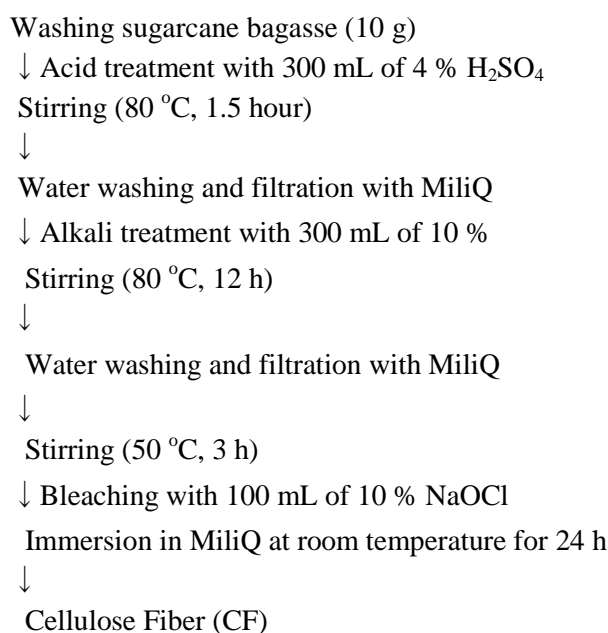 Washing sugarcane bagasse (10 g)
↓ Acid treatment with 300 mL of 4 % H₂SO₄
Stirring (80 °C, 1.5 hour)
↓
Water washing and filtration with MiliQ
↓ Alkali treatment with 300 mL of 10 %
Stirring (80 °C, 12 h)
↓
Water washing and filtration with MiliQ
↓
Stirring (50 °C, 3 h)
↓ Bleaching with 100 mL of 10 % NaOCl
Immersion in MiliQ at room temperature for 24 h
↓
Cellulose Fiber (CF)